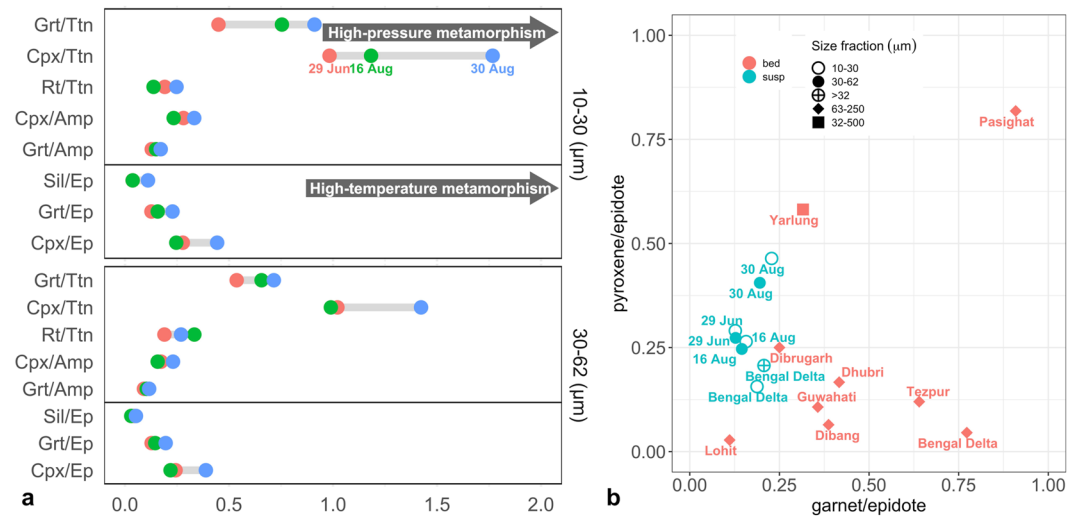 Grt/Ttn
High-pressure metamorphism
Cpx/Ttn
29 Jun 16 Aug 30 Aug
Rt/Ttn
Cpx/Amp
Grt/Amp
10-30 (μm)
Sil/Ep
High-temperature metamorphism
Grt/Ep
Cpx/Ep
Grt/Ttn
Cpx/Ttn
Rt/Ttn
Cpx/Amp
Grt/Amp
30-62 (μm)
Sil/Ep
Grt/Ep
Cpx/Ep
a
0.0 0.5 1.0 1.5 2.0
pyroxene/epidote
1.00
0.75
0.50
0.25
0.00
bed
susp
Size fraction (μm)
10-30
30-62
>32
63-250
32-500
Pasighat
Yarlung
30 Aug
30 Aug
29 Jun
29 Jun
16 Aug
16 Aug
Dibrugarh
Bengal Delta
Dhubri
Bengal Delta
Guwahati
Tezpur
Lohit
Dibang
Bengal Delta
0.00 0.25 0.50 0.75 1.00
b
garnet/epidote